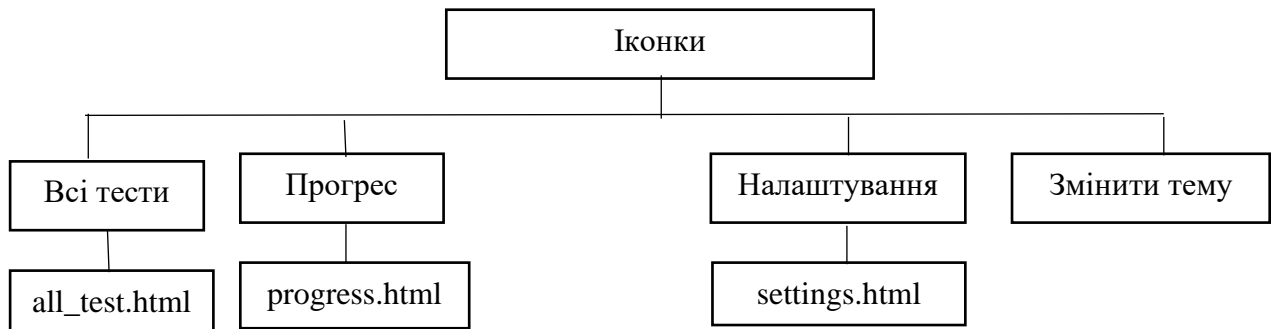 Іконки
Всі тести
Прогрес
Налаштування
Змінити тему
all_test.html
progress.html
settings.html